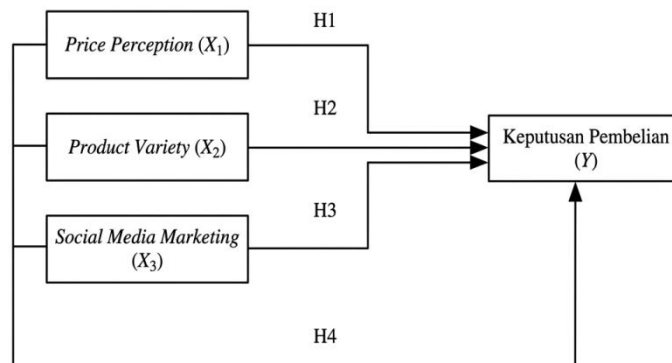 H1
Price Perception (X₁)
H2
Product Variety (X₂)
Keputusan Pembelian
(Y)
H3
Social Media Marketing
(X₃)
H4